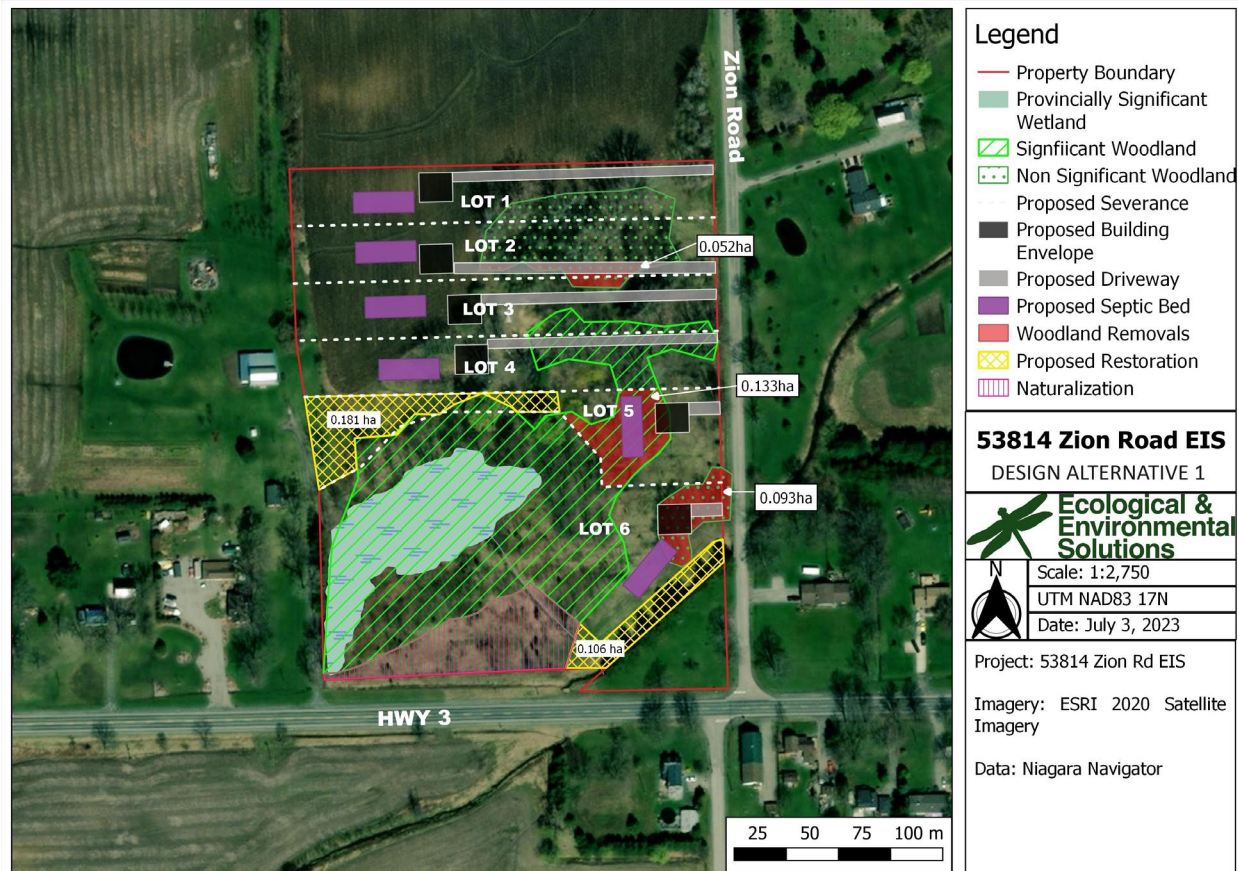 Zion Road
LOT 1
LOT 2
0.052ha
LOT 3
LOT 4
0.133ha
LOT 5
0.181 ha
0.093ha
LOT 6
0.106 ha
HWY 3
25 50 75 100 m
Legend
Property Boundary
Provincially Significant
Wetland
Signfiicant Woodland
Non Significant Woodland
Proposed Severance
Proposed Building
Envelope
Proposed Driveway
Proposed Septic Bed
Woodland Removals
Proposed Restoration
Naturalization
53814 Zion Road EIS
DESIGN ALTERNATIVE 1
Ecological &
Environmental
Solutions
N
Scale: 1:2,750
UTM NAD83 17N
Date: July 3, 2023
Project: 53814 Zion Rd EIS
Imagery: ESRI 2020 Satellite
Imagery
Data: Niagara Navigator